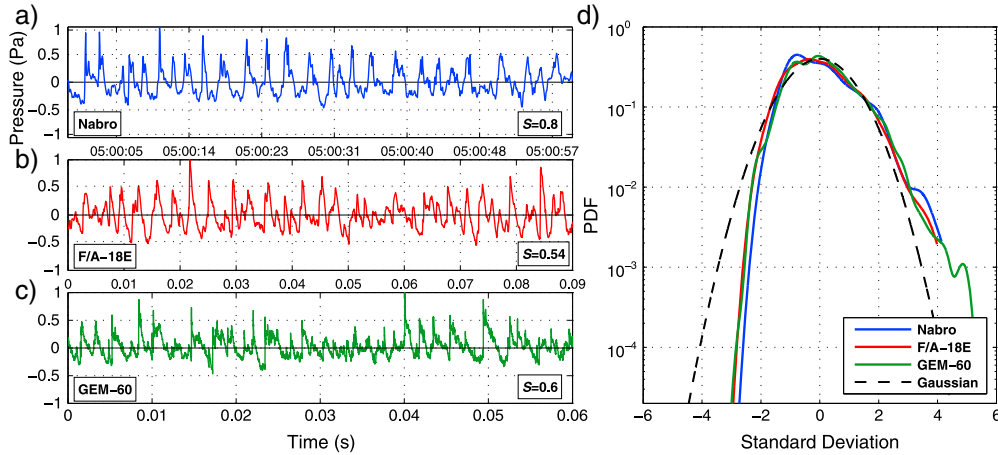 a)
Pressure (Pa)
1
0.5
0
−0.5
−1
Nabro
S=0.8
05:00:05 05:00:14 05:00:23 05:00:31 05:00:40 05:00:48 05:00:57
b)
1
0.5
0
−0.5
1
F/A−18E
S=0.54
0 0.01 0.02 0.03 0.04 0.05 0.06 0.07 0.08 0.09
c)
1
0.5
0
−0.5
1
GEM−60
S=0.6
0 0.01 0.02 0.03 0.04 0.05 0.06
Time (s)
d)
PDF
10⁰
10⁻¹
10⁻²
10⁻³
10⁻⁴
Nabro
F/A−18E
GEM−60
Gaussian
−6 −4 −2 0 2 4 6
Standard Deviation